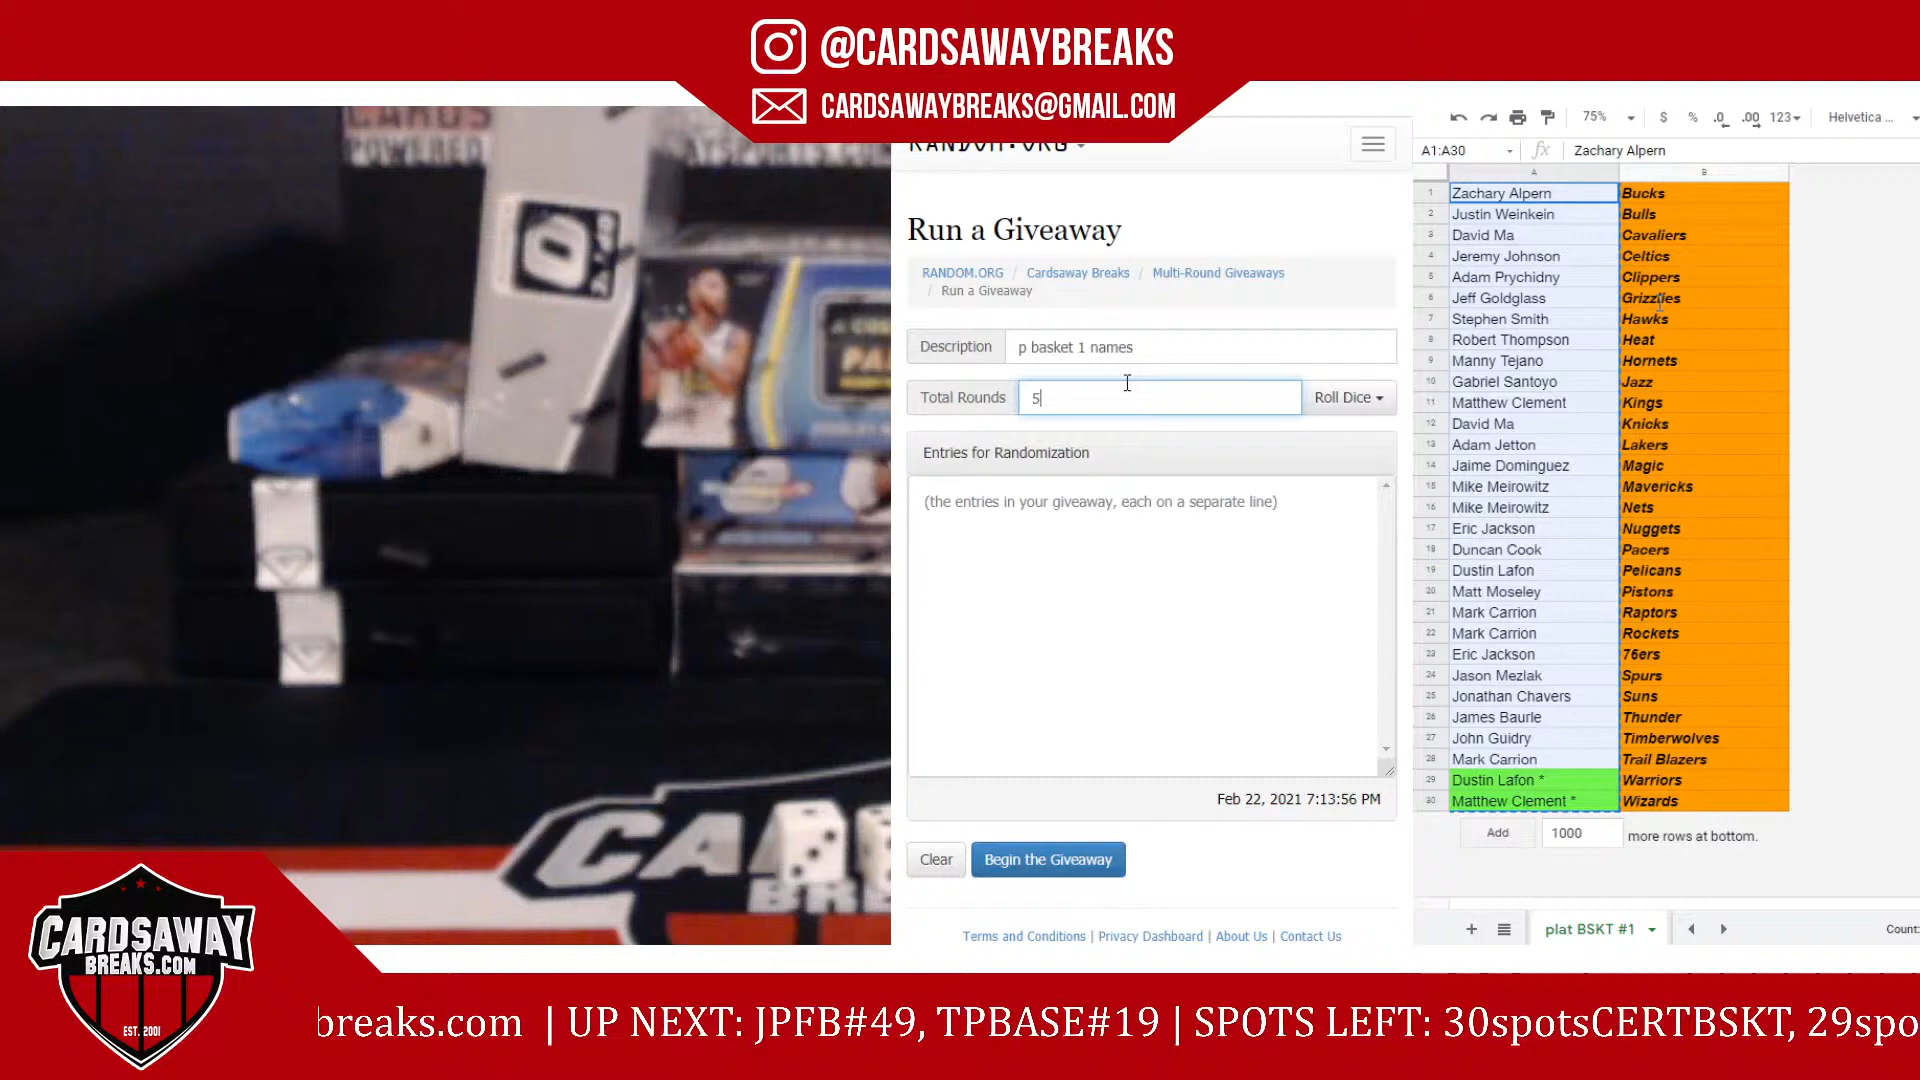 @CARDSAWAYBREAKS
CARDSAWAYBREAKS@GMAIL.COM
CARDS
POWERED
RANDOM.ORG
Run a Giveaway
RANDOM.ORG / Cardsaway Breaks / Multi-Round Giveaways
/ Run a Giveaway
Description p basket 1 names
Total Rounds 5 Roll Dice
Entries for Randomization
(the entries in your giveaway, each on a separate line)
Feb 22, 2021 7:13:56 PM
Clear Begin the Giveaway
Terms and Conditions | Privacy Dashboard | About Us | Contact Us
75% $ % .0 .00 123 Helvetica ...
A1:A30 fx Zachary Alpern
A B
1 Zachary Alpern Bucks
2 Justin Weinkein Bulls
3 David Ma Cavaliers
4 Jeremy Johnson Celtics
5 Adam Prychidny Clippers
6 Jeff Goldglass Grizzlies
7 Stephen Smith Hawks
8 Robert Thompson Heat
9 Manny Tejano Hornets
10 Gabriel Santoyo Jazz
11 Matthew Clement Kings
12 David Ma Knicks
13 Adam Jetton Lakers
14 Jaime Dominguez Magic
15 Mike Meirowitz Mavericks
16 Mike Meirowitz Nets
17 Eric Jackson Nuggets
18 Duncan Cook Pacers
19 Dustin Lafon Pelicans
20 Matt Moseley Pistons
21 Mark Carrion Raptors
22 Mark Carrion Rockets
23 Eric Jackson 76ers
24 Jason Mezlak Spurs
25 Jonathan Chavers Suns
26 James Baurle Thunder
27 John Guidry Timberwolves
28 Mark Carrion Trail Blazers
29 Dustin Lafon * Warriors
30 Matthew Clement * Wizards
Add 1000 more rows at bottom.
+ plat BSKT #1 Count:
CARDSAWAY
BREAKS.COM
EST. 2001
breaks.com | UP NEXT: JPFB#49, TPBASE#19 | SPOTS LEFT: 30spotsCERTBSKT, 29spo